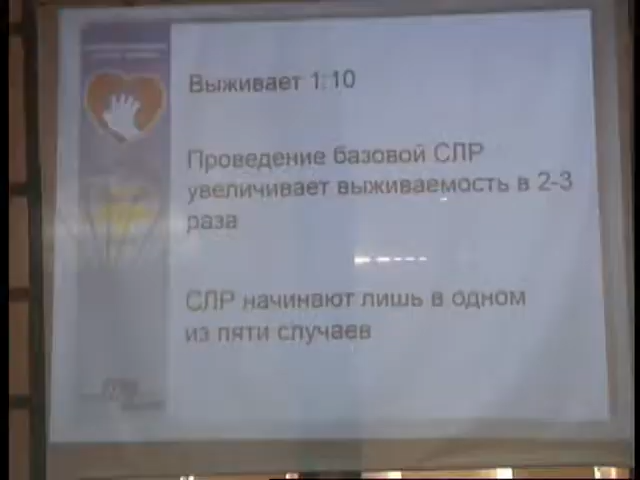 Выживает 1:10
Проведение базовой СЛР
увеличивает выживаемость в 2-3
раза
СЛР начинают лишь в одном
из пяти случаев